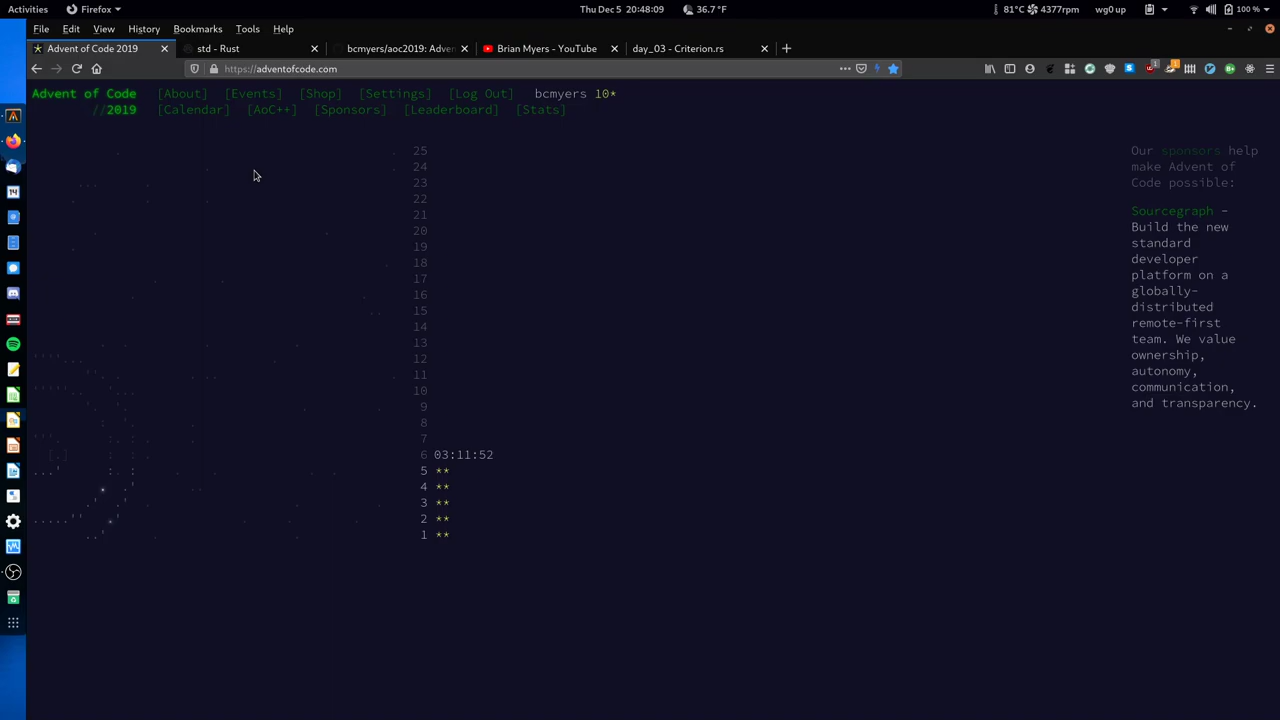 Activities Firefox Thu Dec 5 20:48:09 36.7 °F 81°C 4377rpm wg0 up 100 %
File Edit View History Bookmarks Tools Help
Advent of Code 2019 std - Rust bcmyers/aoc2019: Adven Brian Myers - YouTube day_03 - Criterion.rs
https://adventofcode.com
Advent of Code [About] [Events] [Shop] [Settings] [Log Out] bcmyers 10*
//2019 [Calendar] [AoC++] [Sponsors] [Leaderboard] [Stats]
25
24
23
22
21
20
19
18
17
16
15
14
13
12
11
10
9
8
7
6 03:11:52
5 **
4 **
3 **
2 **
1 **
Our sponsors help
make Advent of
Code possible:
Sourcegraph -
Build the new
standard
developer
platform on a
globally-
distributed
remote-first
team. We value
ownership,
autonomy,
communication,
and transparency.